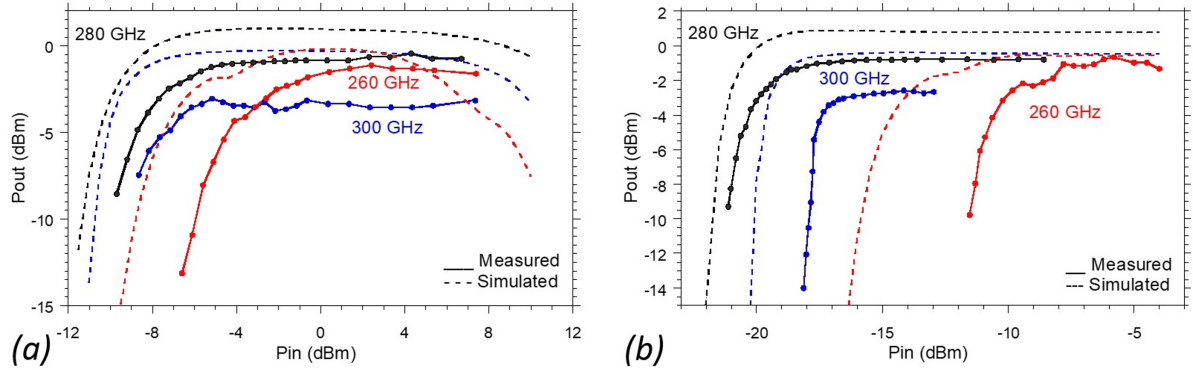 280 GHz
260 GHz
300 GHz
Measured
Simulated
0
-5
-10
-15
-12
-8
-4
0
4
8
12
Pout (dBm)
Pin (dBm)
(a)
280 GHz
300 GHz
260 GHz
Measured
Simulated
2
0
-2
-4
-6
-8
-10
-12
-14
-20
-15
-10
-5
Pout (dBm)
Pin (dBm)
(b)